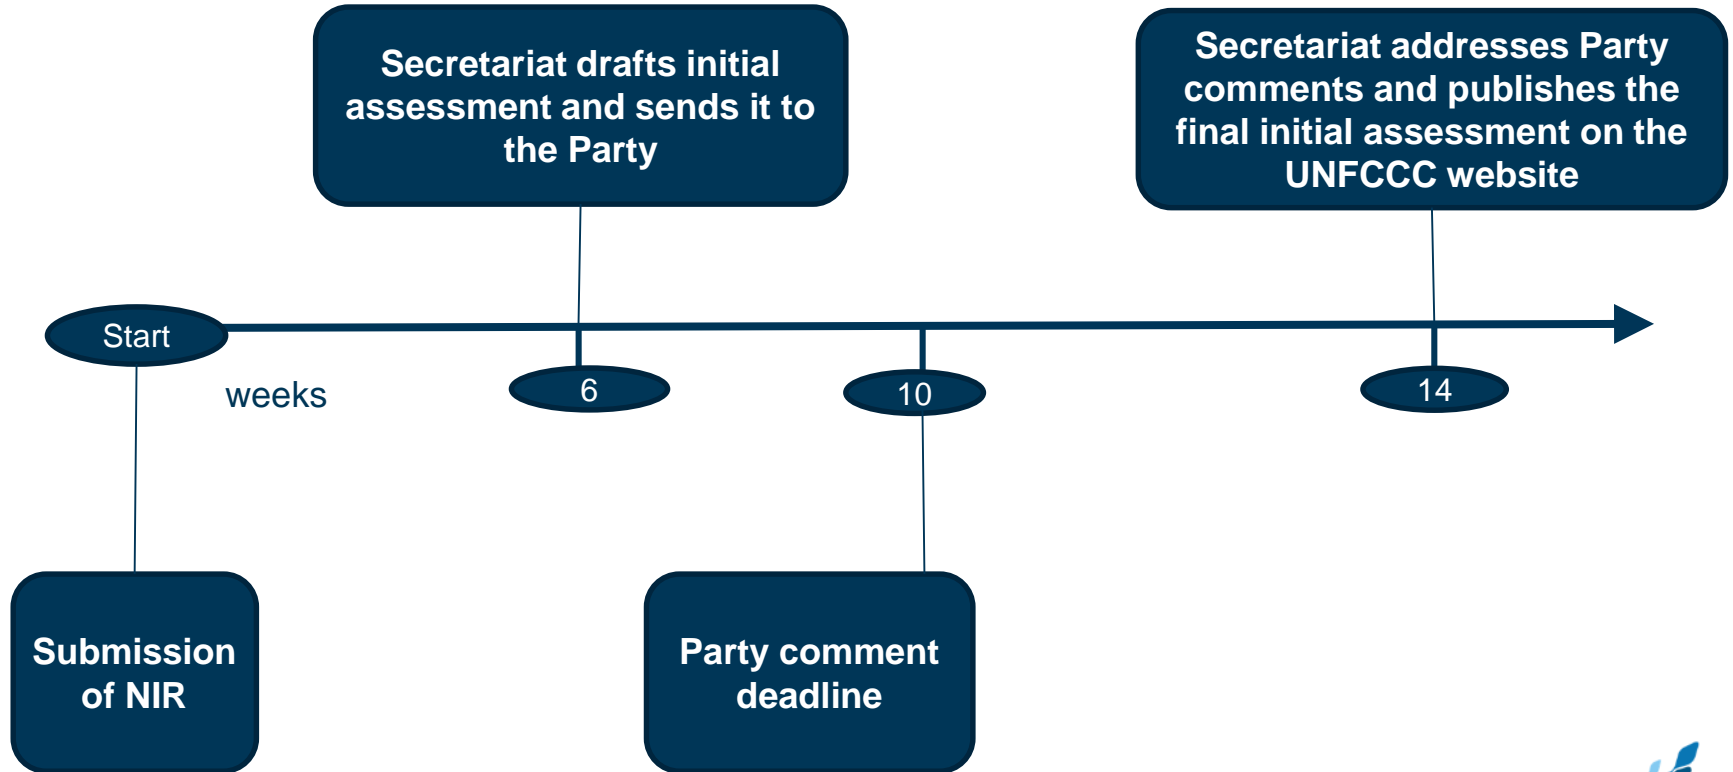 Secretariat drafts initial
assessment and sends it to
the Party
Secretariat addresses Party
comments and publishes the
final initial assessment on the
UNFCCC website
Start
weeks
6
10
14
Submission
of NIR
Party comment
deadline